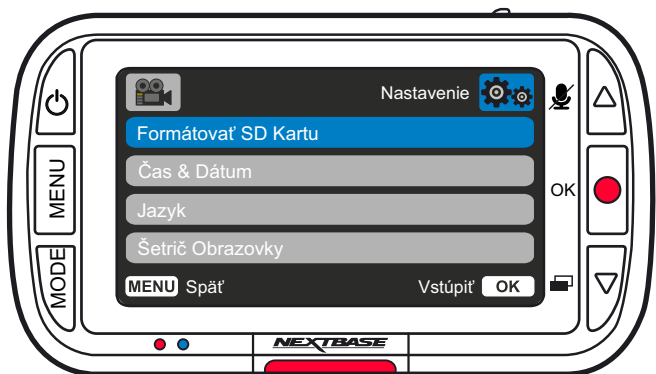 Nastavenie
Formátovať SD Kartu
Čas & Dátum
Jazyk
Šetrič Obrazovky
MENU Späť
Vstúpiť OK
MENU
MODE
OK
NEXTBASE